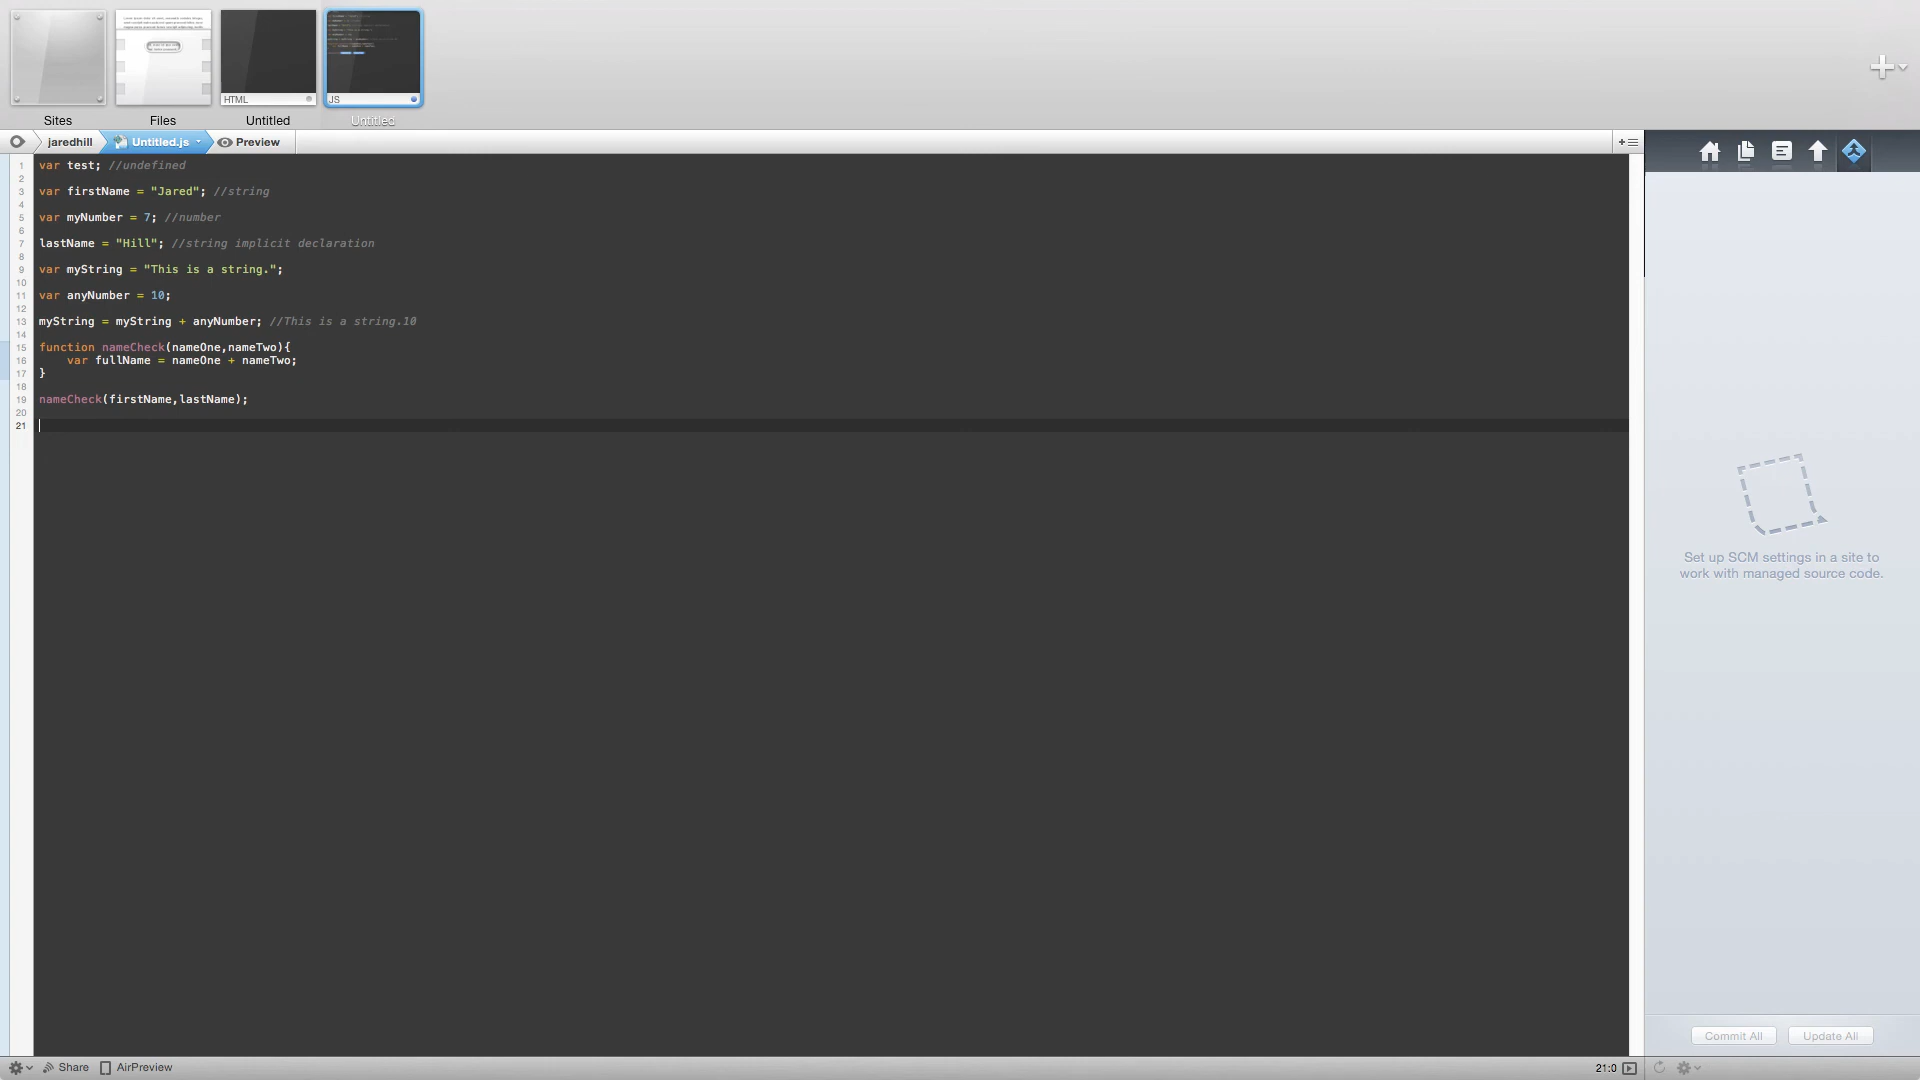 HTML
JS
Sites
Files
Untitled
Untitled
jaredhill
Untitled.js
Preview
1 var test; //undefined
2
3 var firstName = "Jared"; //string
4
5 var myNumber = 7; //number
6
7 lastName = "Hill"; //string implicit declaration
8
9 var myString = "This is a string.";
10
11 var anyNumber = 10;
12
13 myString = myString + anyNumber; //This is a string.10
14
15 function nameCheck(nameOne,nameTwo){
16 var fullName = nameOne + nameTwo;
17 }
18
19 nameCheck(firstName,lastName);
20
21
Set up SCM settings in a site to
work with managed source code.
Commit All
Update All
Share
AirPreview
21:0